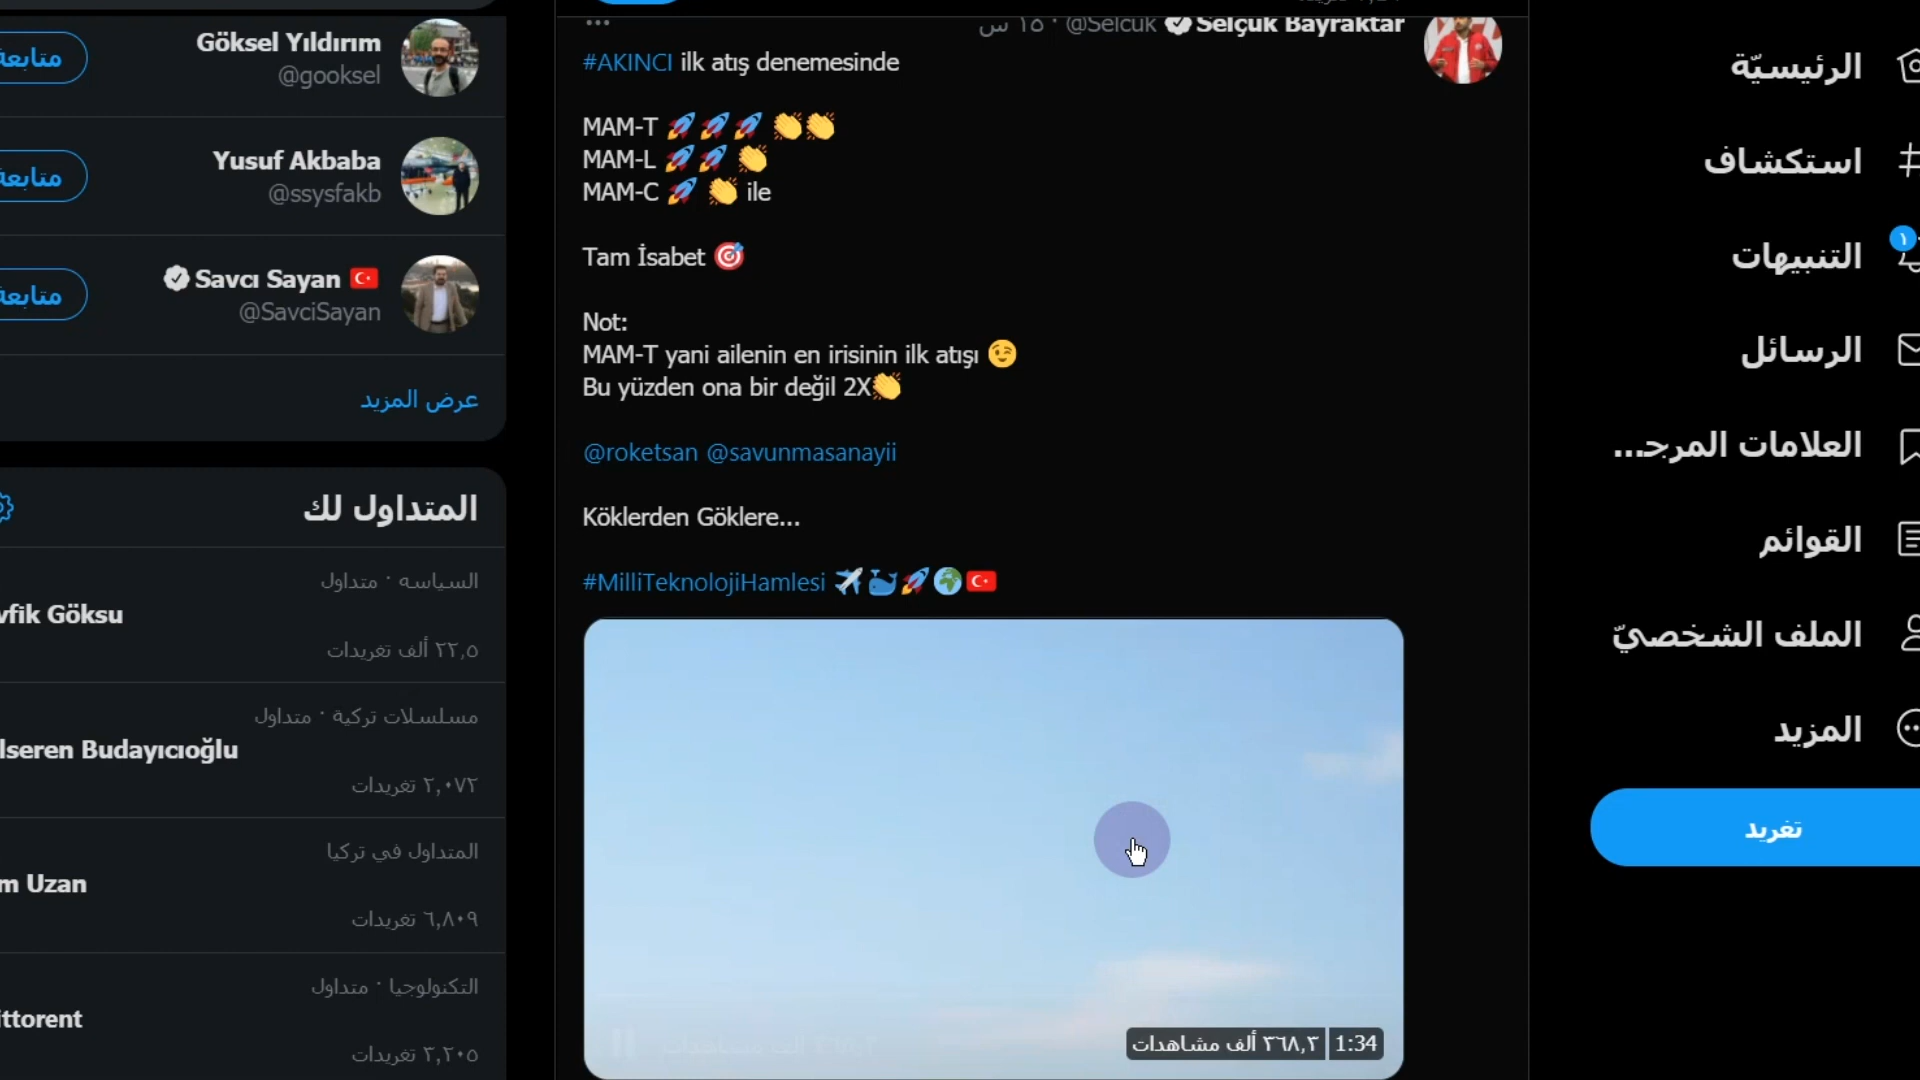 الرئيسيّة
استكشاف
١
التنبيهات
الرسائل
العلامات المرجـ...
القوائم
الملف الشخصيّ
المزيد
تغريد
Selçuk Bayraktar @Selcuk · ١٥ س
#AKINCI ilk atış denemesinde
MAM-T 🚀🚀🚀 👏👏
MAM-L 🚀🚀 👏
MAM-C 🚀 👏 ile
Tam İsabet 🎯
Not:
MAM-T yani ailenin en irisinin ilk atışı 😉
Bu yüzden ona bir değil 2X👏
@roketsan @savunmasanayii
Köklerden Göklere...
#MilliTeknolojiHamlesi ✈️🐳🚀🌍🇹🇷
1:34
٣٦٨,٣ ألف مشاهدات
Göksel Yıldırım
@gooksel
متابعة
Yusuf Akbaba
@ssysfakb
متابعة
Savcı Sayan 🇹🇷
@SavciSayan
متابعة
عرض المزيد
المتداول لك
السياسه · متداول
vfik Göksu
٢٢,٥ ألف تغريدات
مسلسلات تركية · متداول
lseren Budayıcıoğlu
٢,٠٧٢ تغريدات
المتداول في تركيا
m Uzan
٦,٨٠٩ تغريدات
التكنولوجيا · متداول
ittorent
٣,٢٠٥ تغريدات